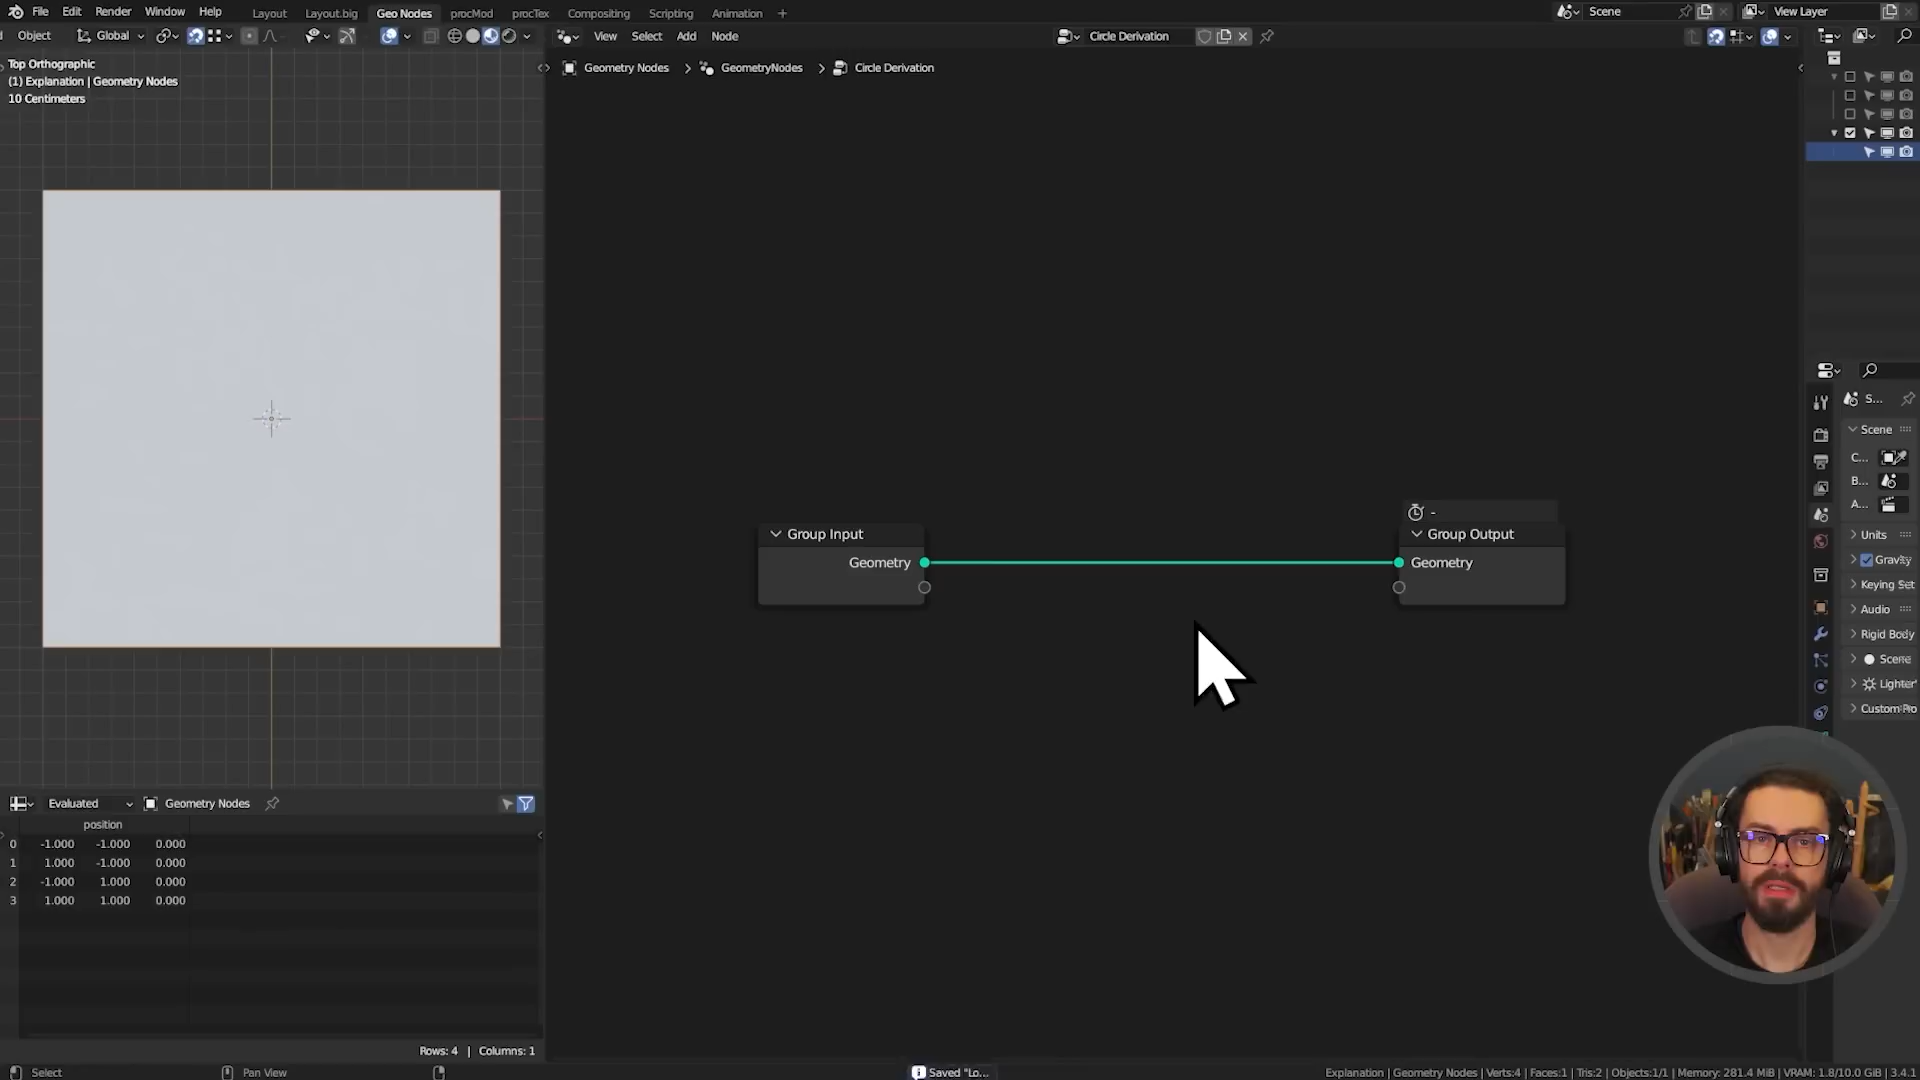 File Edit Render Window Help Layout Layout.big Geo Nodes procMod procTex Compositing Scripting Animation + Scene View Layer
Object Global View Select Add Node Circle Derivation
Top Orthographic
(1) Explanation | Geometry Nodes
10 Centimeters
Geometry Nodes GeometryNodes Circle Derivation
Group Input
Geometry
-
Group Output
Geometry
S...
Scene
C...
B...
A...
Units
Gravity
Keying Set
Audio
Rigid Body
Scene
Lighter
Custom Pro
Evaluated Geometry Nodes
position
0 -1.000 -1.000 0.000
1 1.000 -1.000 0.000
2 -1.000 1.000 0.000
3 1.000 1.000 0.000
Rows: 4 | Columns: 1
Select Pan View Saved "Lo... Explanation | Geometry Nodes | Verts:4 | Faces:1 | Tris:2 | Objects:1/1 | Memory: 281.4 MiB | VRAM: 1.8/10.0 GiB | 3.4.1